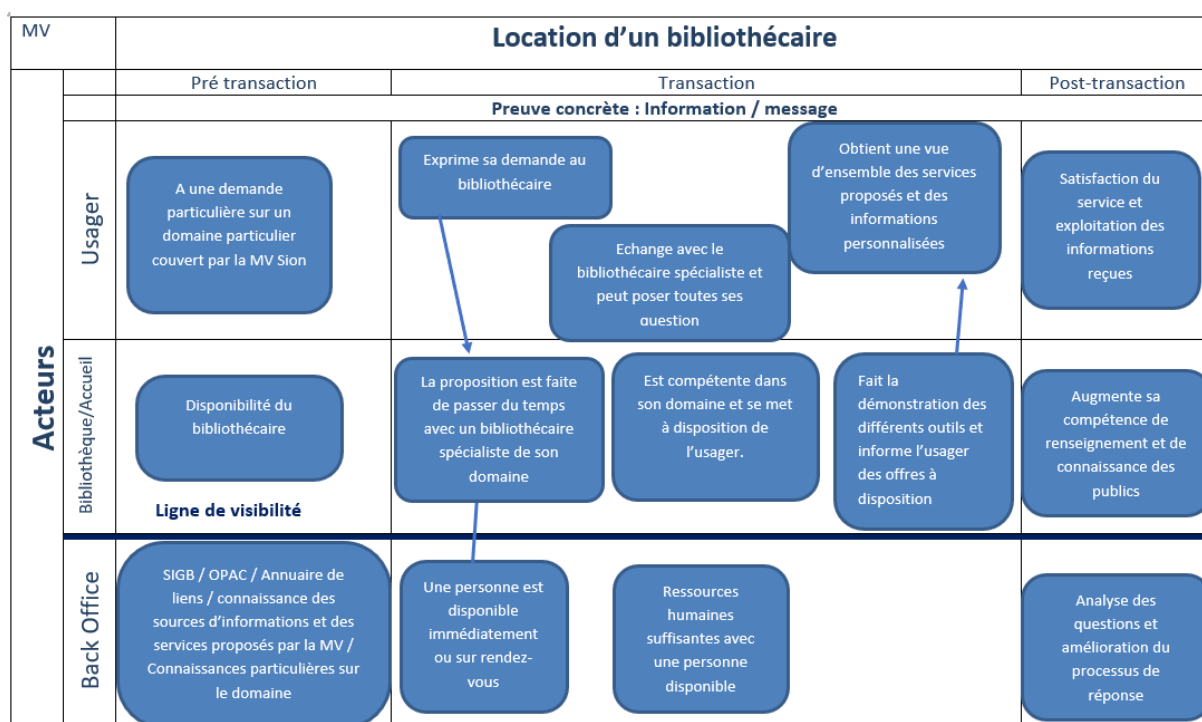 MV
Location d’un bibliothécaire
Pré transaction
Transaction
Post-transaction
Preuve concrète : Information / message
Acteurs
Usager
A une demande
particulière sur un
domaine particulier
couvert par la MV Sion
Exprime sa demande au
bibliothécaire
Echange avec le
bibliothécaire spécialiste et
peut poser toutes ses
question
Obtient une vue
d’ensemble des services
proposés et des
informations
personnalisées
Satisfaction du
service et
exploitation des
informations
reçues
Bibliothèque/Accueil
Disponibilité du
bibliothécaire
La proposition est faite
de passer du temps
avec un bibliothécaire
spécialiste de son
domaine
Est compétente dans
son domaine et se met
à disposition de
l’usager.
Fait la
démonstration des
différents outils et
informe l’usager
des offres à
disposition
Augmente sa
compétence de
renseignement et de
connaissance des
publics
Ligne de visibilité
Back Office
SIGB / OPAC / Annuaire de
liens / connaissance des
sources d’informations et des
services proposés par la MV /
Connaissances particulières sur
le domaine
Une personne est
disponible
immédiatement
ou sur rendez-
vous
Ressources
humaines
suffisantes avec
une personne
disponible
Analyse des
questions et
amélioration du
processus de
réponse